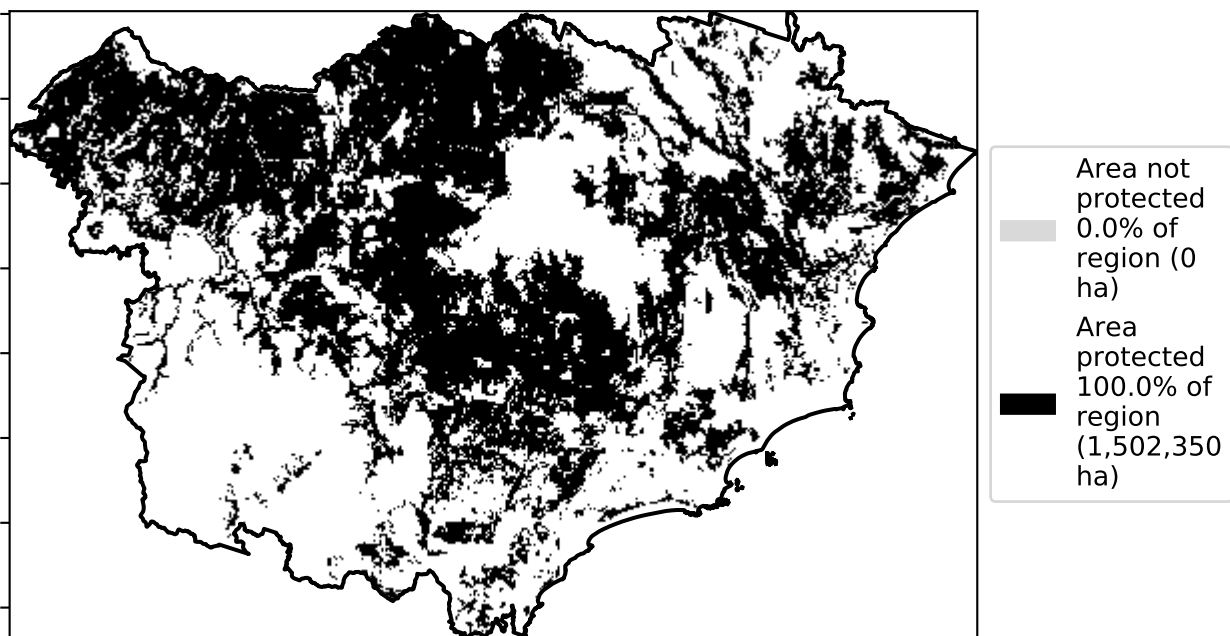 Area not
protected
0.0% of
region (0
ha)
Area
protected
100.0% of
region
(1,502,350
ha)